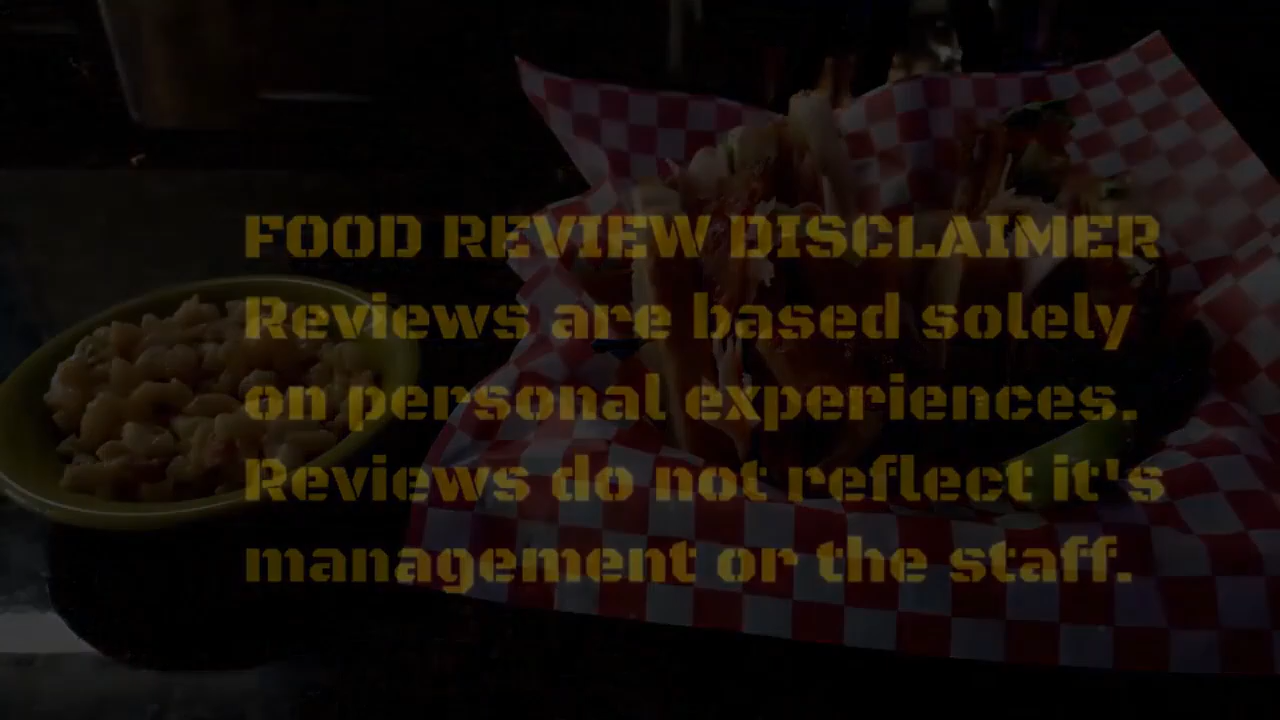 FOOD REVIEW DISCLAIMER
Reviews are based solely
on personal experiences.
Reviews do not reflect it's
management or the staff.